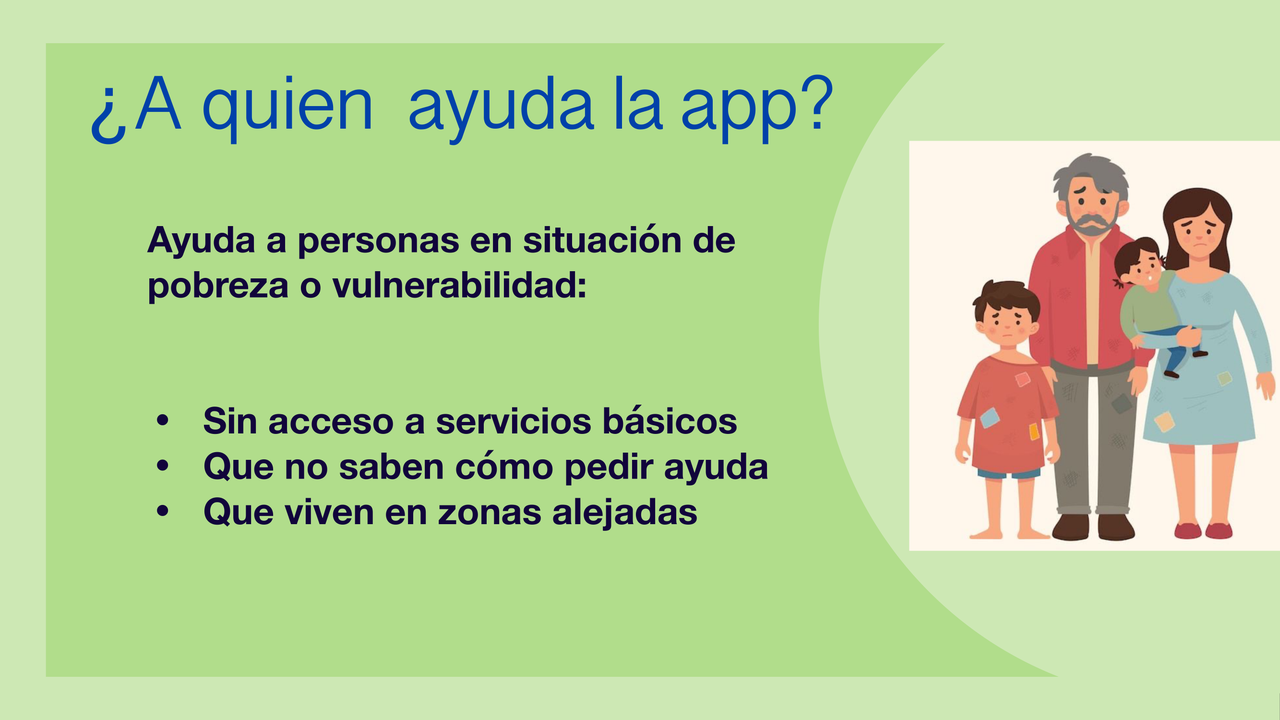 ¿A quien ayuda la app?
Ayuda a personas en situación de
pobreza o vulnerabilidad:
• Sin acceso a servicios básicos
• Que no saben cómo pedir ayuda
• Que viven en zonas alejadas